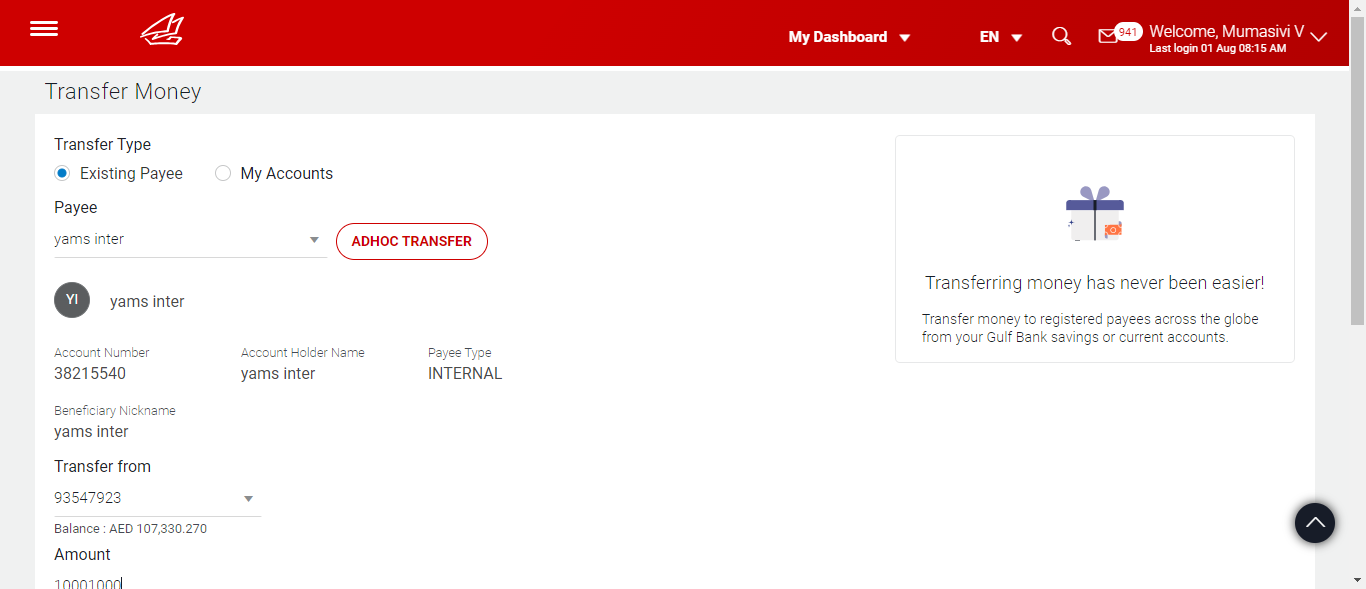 My Dashboard EN 941 Welcome, Mumasivi V
Last login 01 Aug 08:15 AM
Transfer Money
Transfer Type
Existing Payee My Accounts
Payee
yams inter ADHOC TRANSFER
YI yams inter
Account Number Account Holder Name Payee Type
38215540 yams inter INTERNAL
Beneficiary Nickname
yams inter
Transfer from
93547923
Balance : AED 107,330.270
Amount
10001000
Transferring money has never been easier!
Transfer money to registered payees across the globe
from your Gulf Bank savings or current accounts.